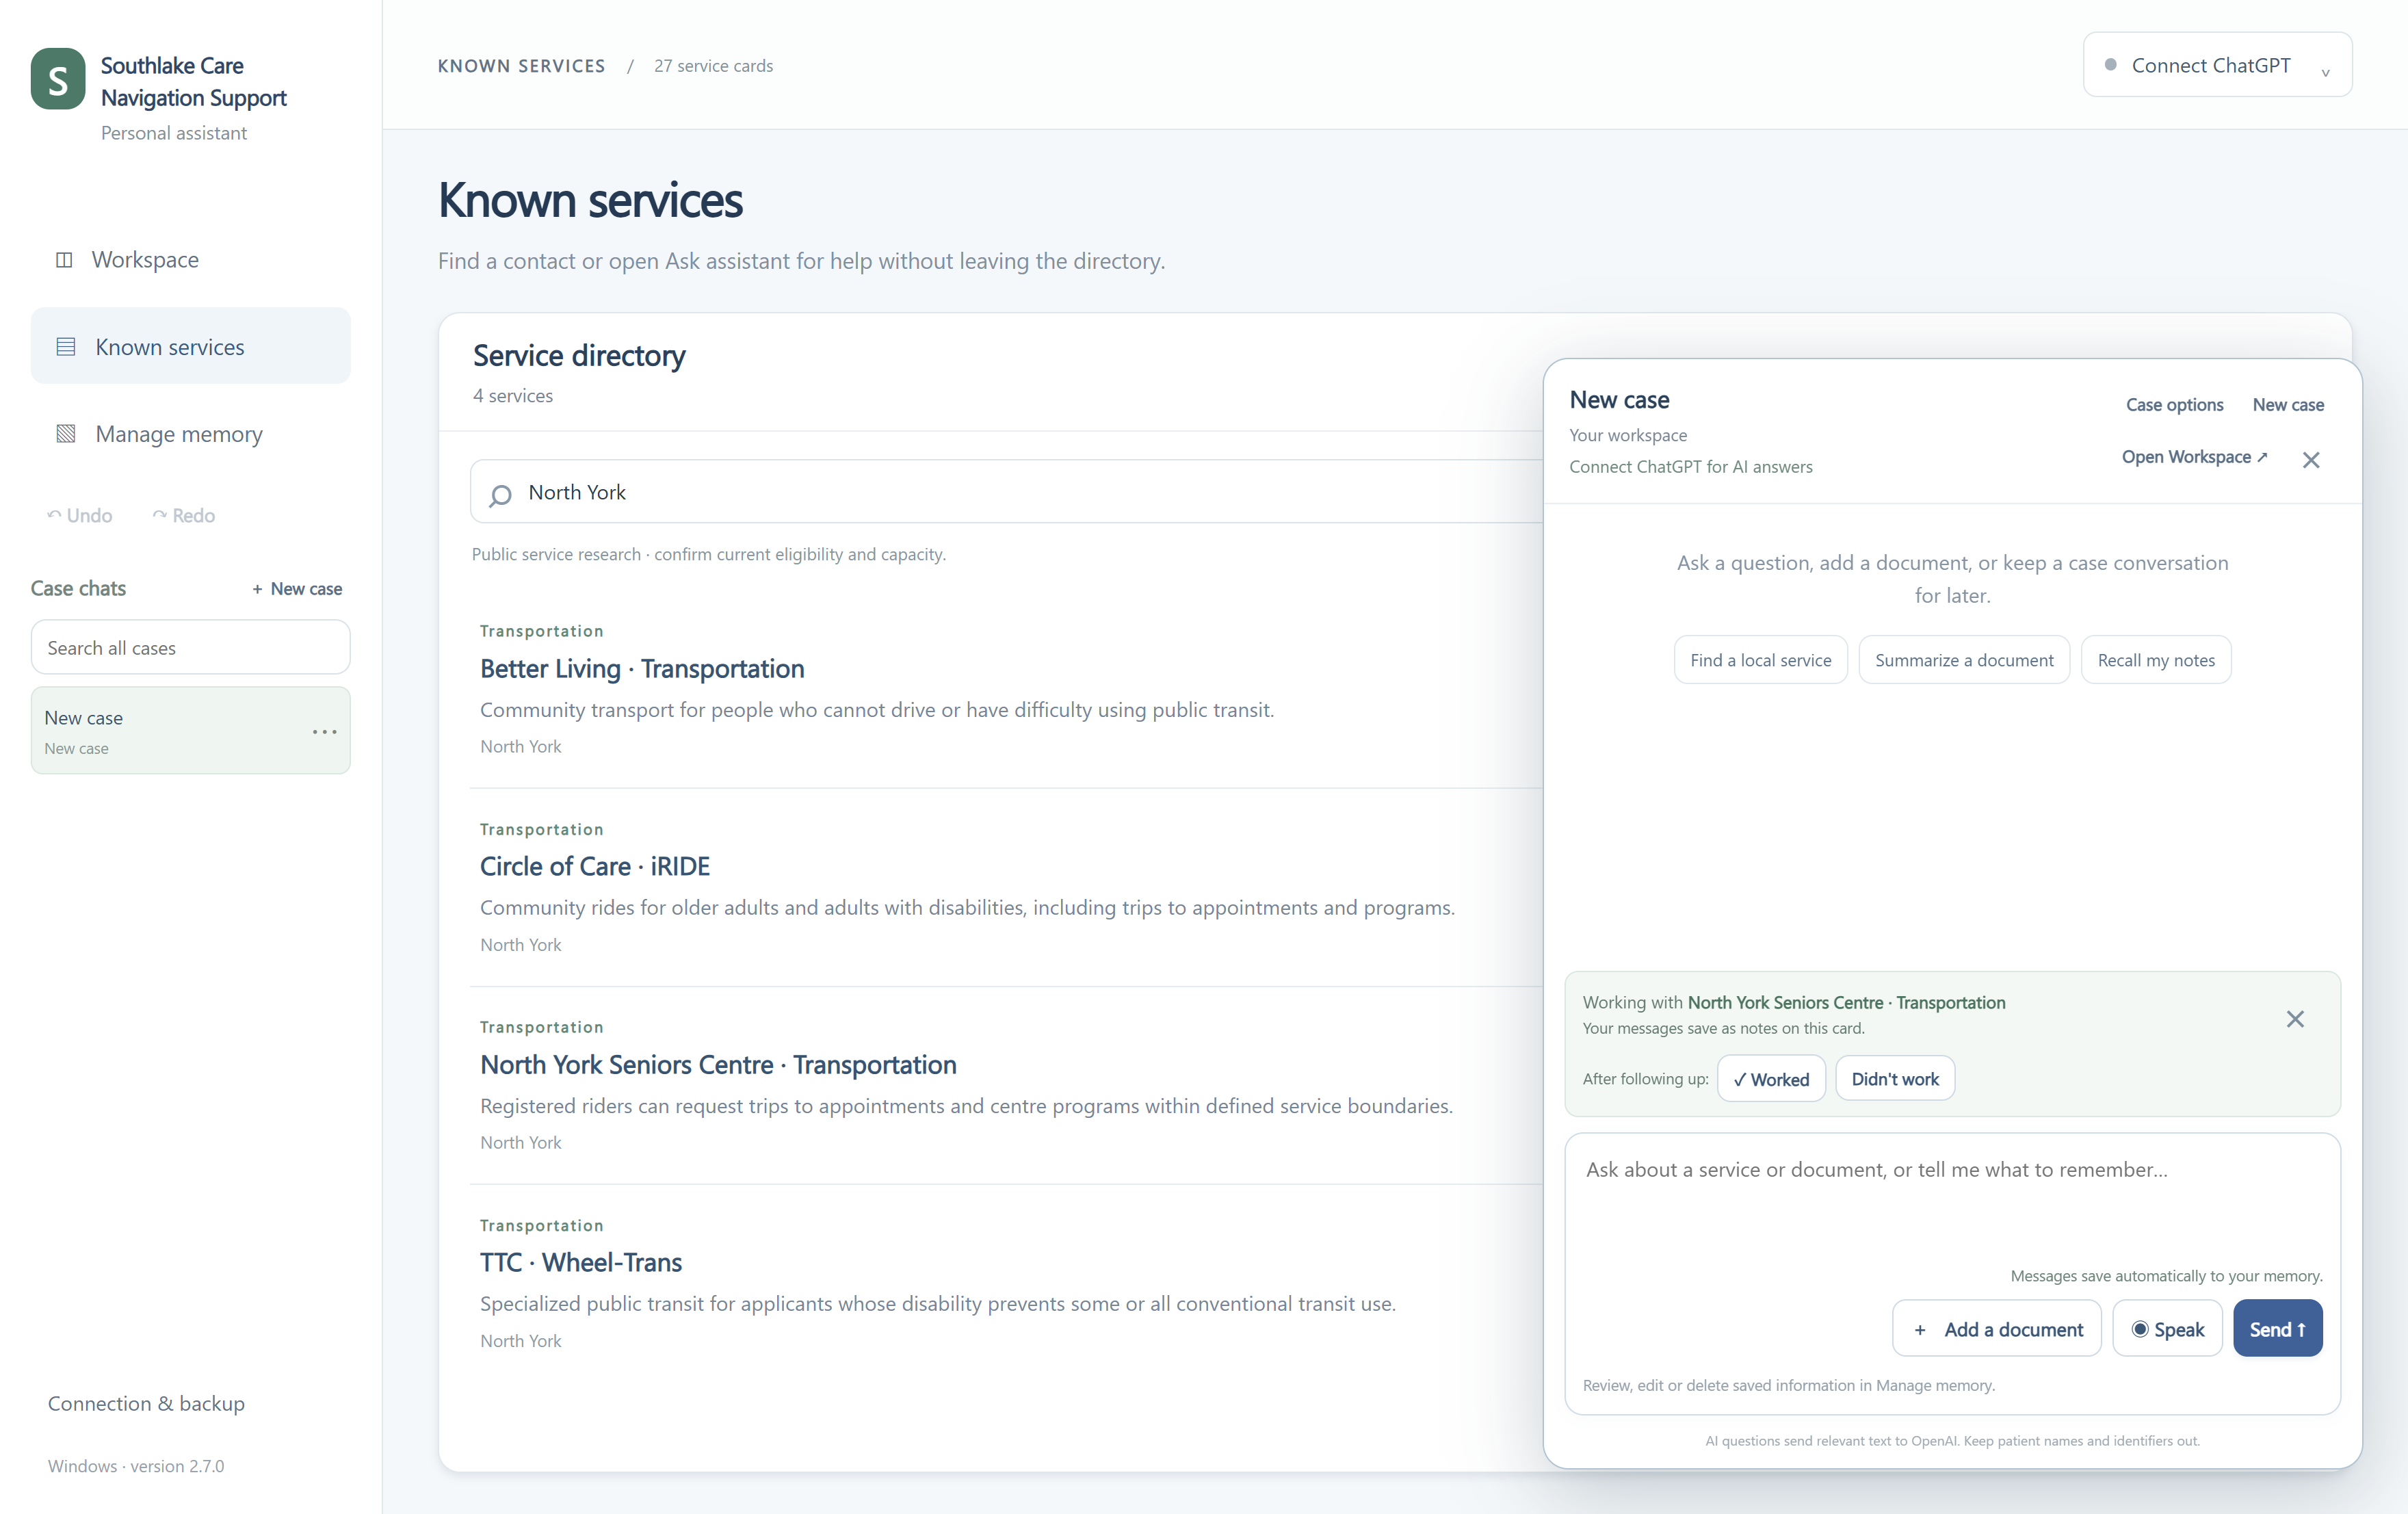 S
Southlake Care
Navigation Support
Personal assistant
Workspace
Known services
Manage memory
↶ Undo
↷ Redo
Case chats
+ New case
Search all cases
New case
New case
...
Connection & backup
Windows · version 2.7.0
KNOWN SERVICES / 27 service cards
Connect ChatGPT v
Known services
Find a contact or open Ask assistant for help without leaving the directory.
Service directory
4 services
North York
Public service research · confirm current eligibility and capacity.
Transportation
Better Living · Transportation
Community transport for people who cannot drive or have difficulty using public transit.
North York
Transportation
Circle of Care · iRIDE
Community rides for older adults and adults with disabilities, including trips to appointments and programs.
North York
Transportation
North York Seniors Centre · Transportation
Registered riders can request trips to appointments and centre programs within defined service boundaries.
North York
Transportation
TTC · Wheel-Trans
Specialized public transit for applicants whose disability prevents some or all conventional transit use.
North York
New case
Your workspace
Connect ChatGPT for AI answers
Case options
New case
Open Workspace ↗
✕
Ask a question, add a document, or keep a case conversation
for later.
Find a local service
Summarize a document
Recall my notes
Working with North York Seniors Centre · Transportation
Your messages save as notes on this card.
✕
After following up:
✓ Worked
Didn't work
Ask about a service or document, or tell me what to remember...
Messages save automatically to your memory.
+ Add a document
◉ Speak
Send ↑
Review, edit or delete saved information in Manage memory.
AI questions send relevant text to OpenAI. Keep patient names and identifiers out.